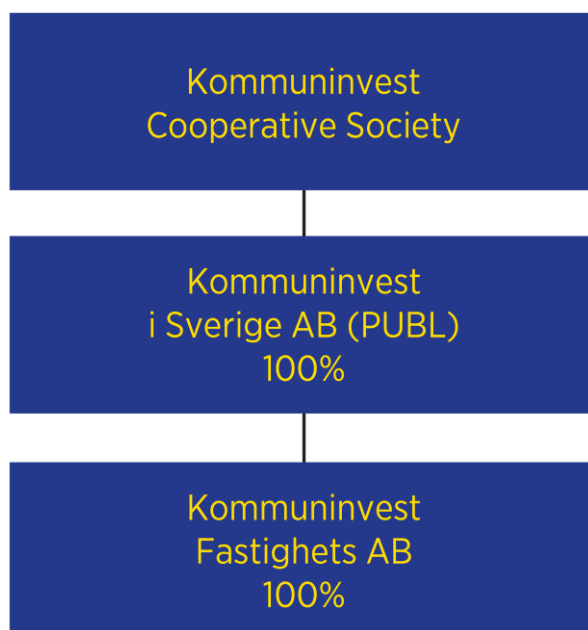 Kommuninvest
Cooperative Society
Kommuninvest
i Sverige AB (PUBL)
100%
Kommuninvest
Fastighets AB
100%